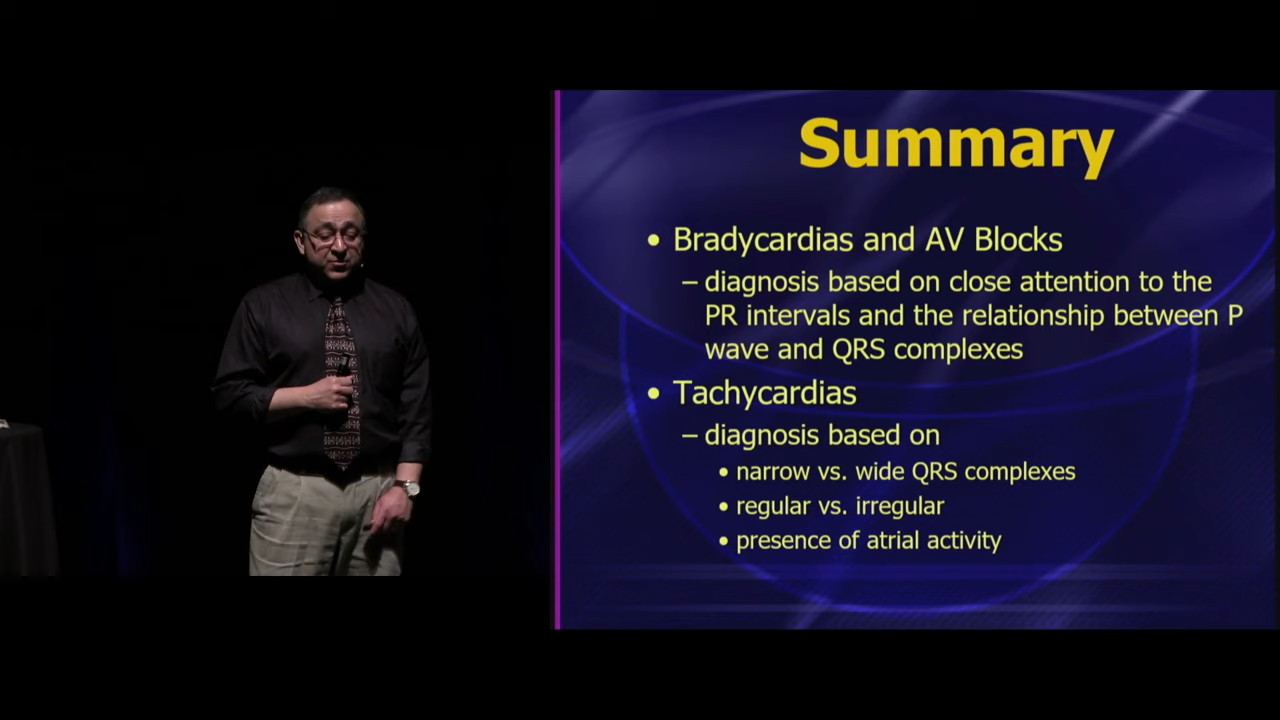 Summary
• Bradycardias and AV Blocks
– diagnosis based on close attention to the
PR intervals and the relationship between P
wave and QRS complexes
• Tachycardias
– diagnosis based on
• narrow vs. wide QRS complexes
• regular vs. irregular
• presence of atrial activity